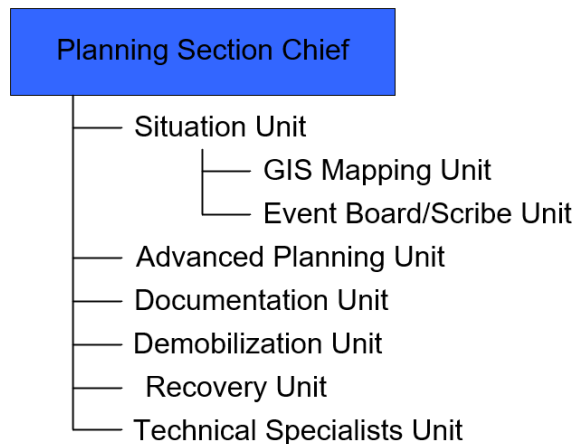 Planning Section Chief
Situation Unit
GIS Mapping Unit
Event Board/Scribe Unit
Advanced Planning Unit
Documentation Unit
Demobilization Unit
Recovery Unit
Technical Specialists Unit